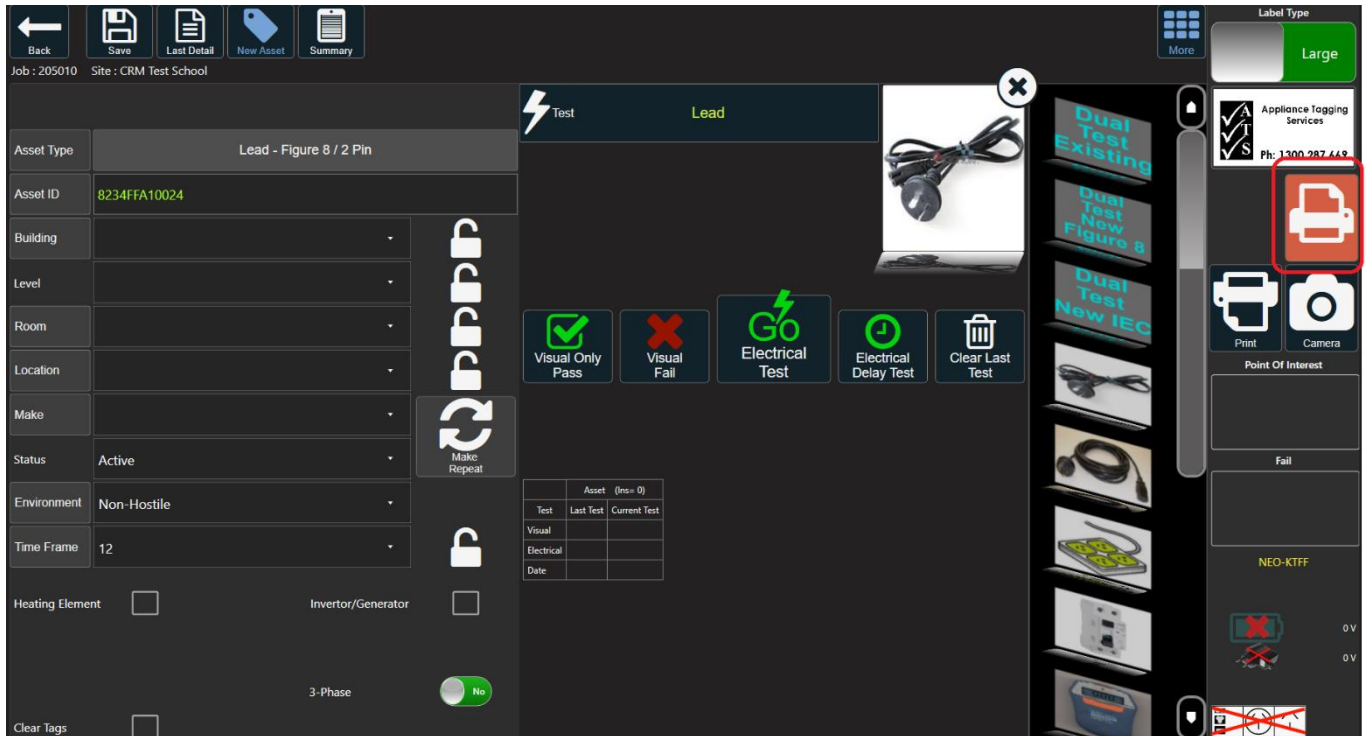 Back
Save
Last Detail
New Asset
Summary
More
Label Type
Large
Job : 205010 Site : CRM Test School
Test Lead
Dual Test Existing
Dual Test New Figure 8
Dual Test New IEC
ATS
Appliance Tagging Services
Ph: 1300 287 669
Asset Type Lead - Figure 8 / 2 Pin
Asset ID 8234FFA10024
Building
Level
Room
Location
Make
Make Repeat
Status Active
Environment Non-Hostile
Time Frame 12
Heating Element
Invertor/Generator
3-Phase No
Clear Tags
Visual Only Pass
Visual Fail
Go Electrical Test
Electrical Delay Test
Clear Last Test
Asset (Ins= 0)
Test Last Test Current Test
Visual
Electrical
Date
Print
Camera
Point Of Interest
Fail
NEO-KTFF
0 V
0 V